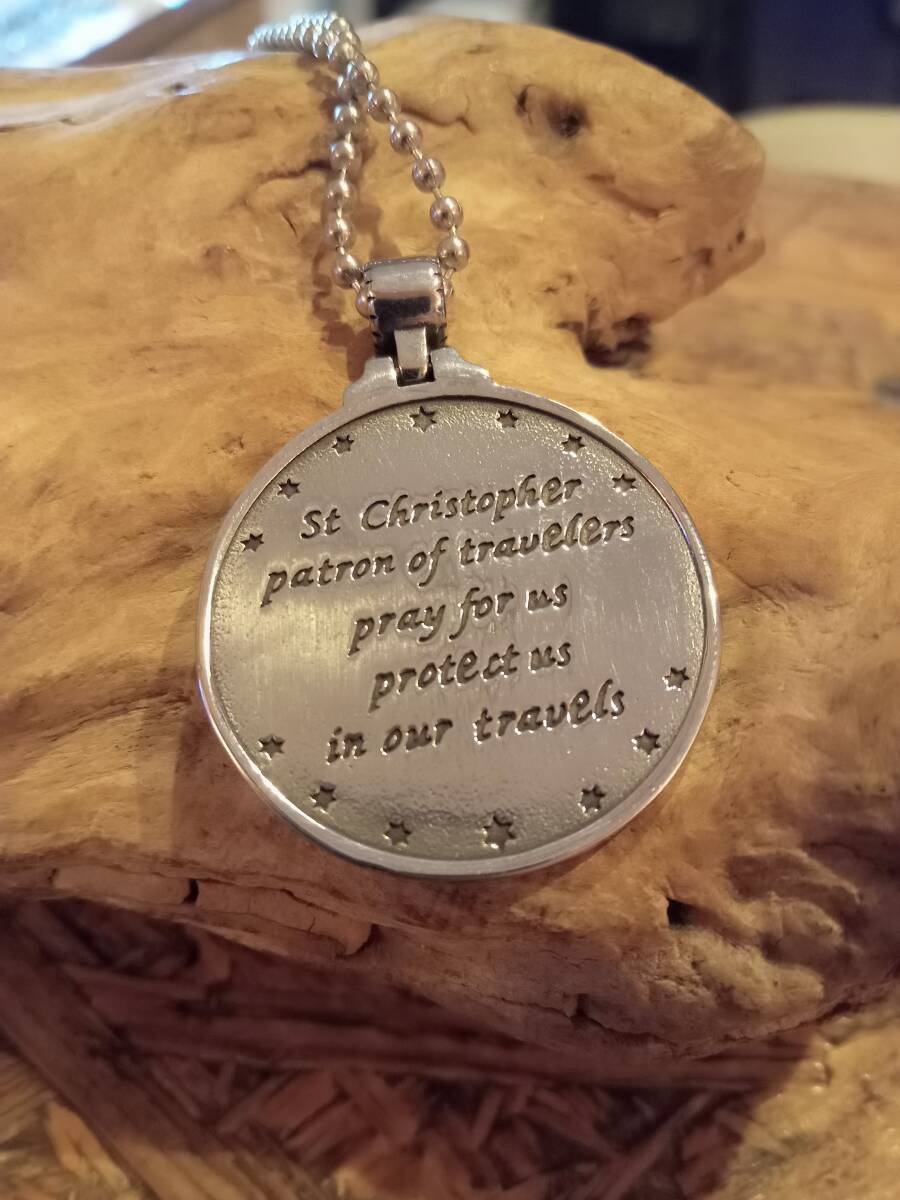 St Christopher
patron of travelers
pray for us
protect us
in our travels